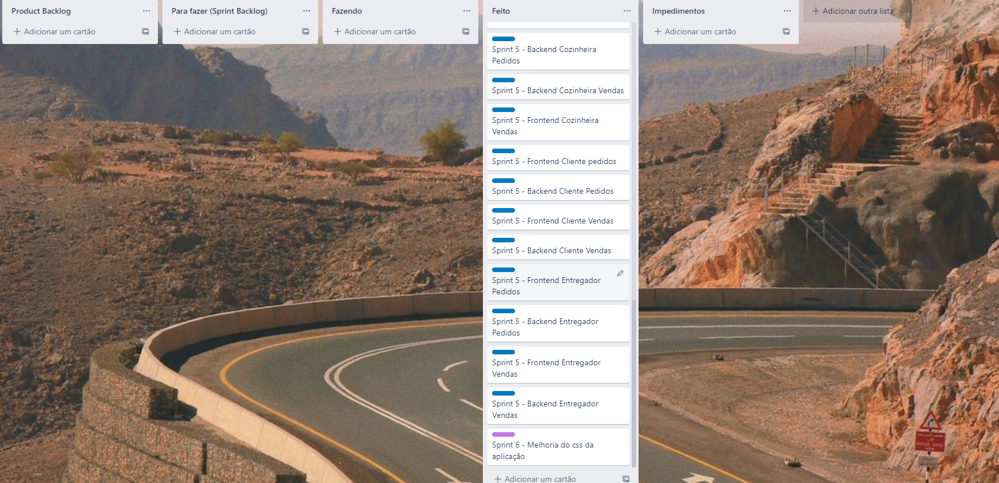 Product Backlog
Adicionar um cartão
Para fazer (Sprint Backlog)
Adicionar um cartão
Fazendo
Adicionar um cartão
Feito
Sprint 5 - Backend Cozinheira
Pedidos
Sprint 5 - Backend Cozinheira Vendas
Sprint 5 - Frontend Cozinheira
Vendas
Sprint 5 - Frontend Cliente pedidos
Sprint 5 - Backend Cliente Pedidos
Sprint 5 - Frontend Cliente Vendas
Sprint 5 - Backend Cliente Vendas
Sprint 5 - Frontend Entregador
Pedidos
Sprint 5 - Backend Entregador
Pedidos
Sprint 5 - Frontend Entregador
Vendas
Sprint 5 - Backend Entregador
Vendas
Sprint 6 - Melhoria do css da
aplicação
Adicionar um cartão
Impedimentos
Adicionar um cartão
Adicionar outra lista